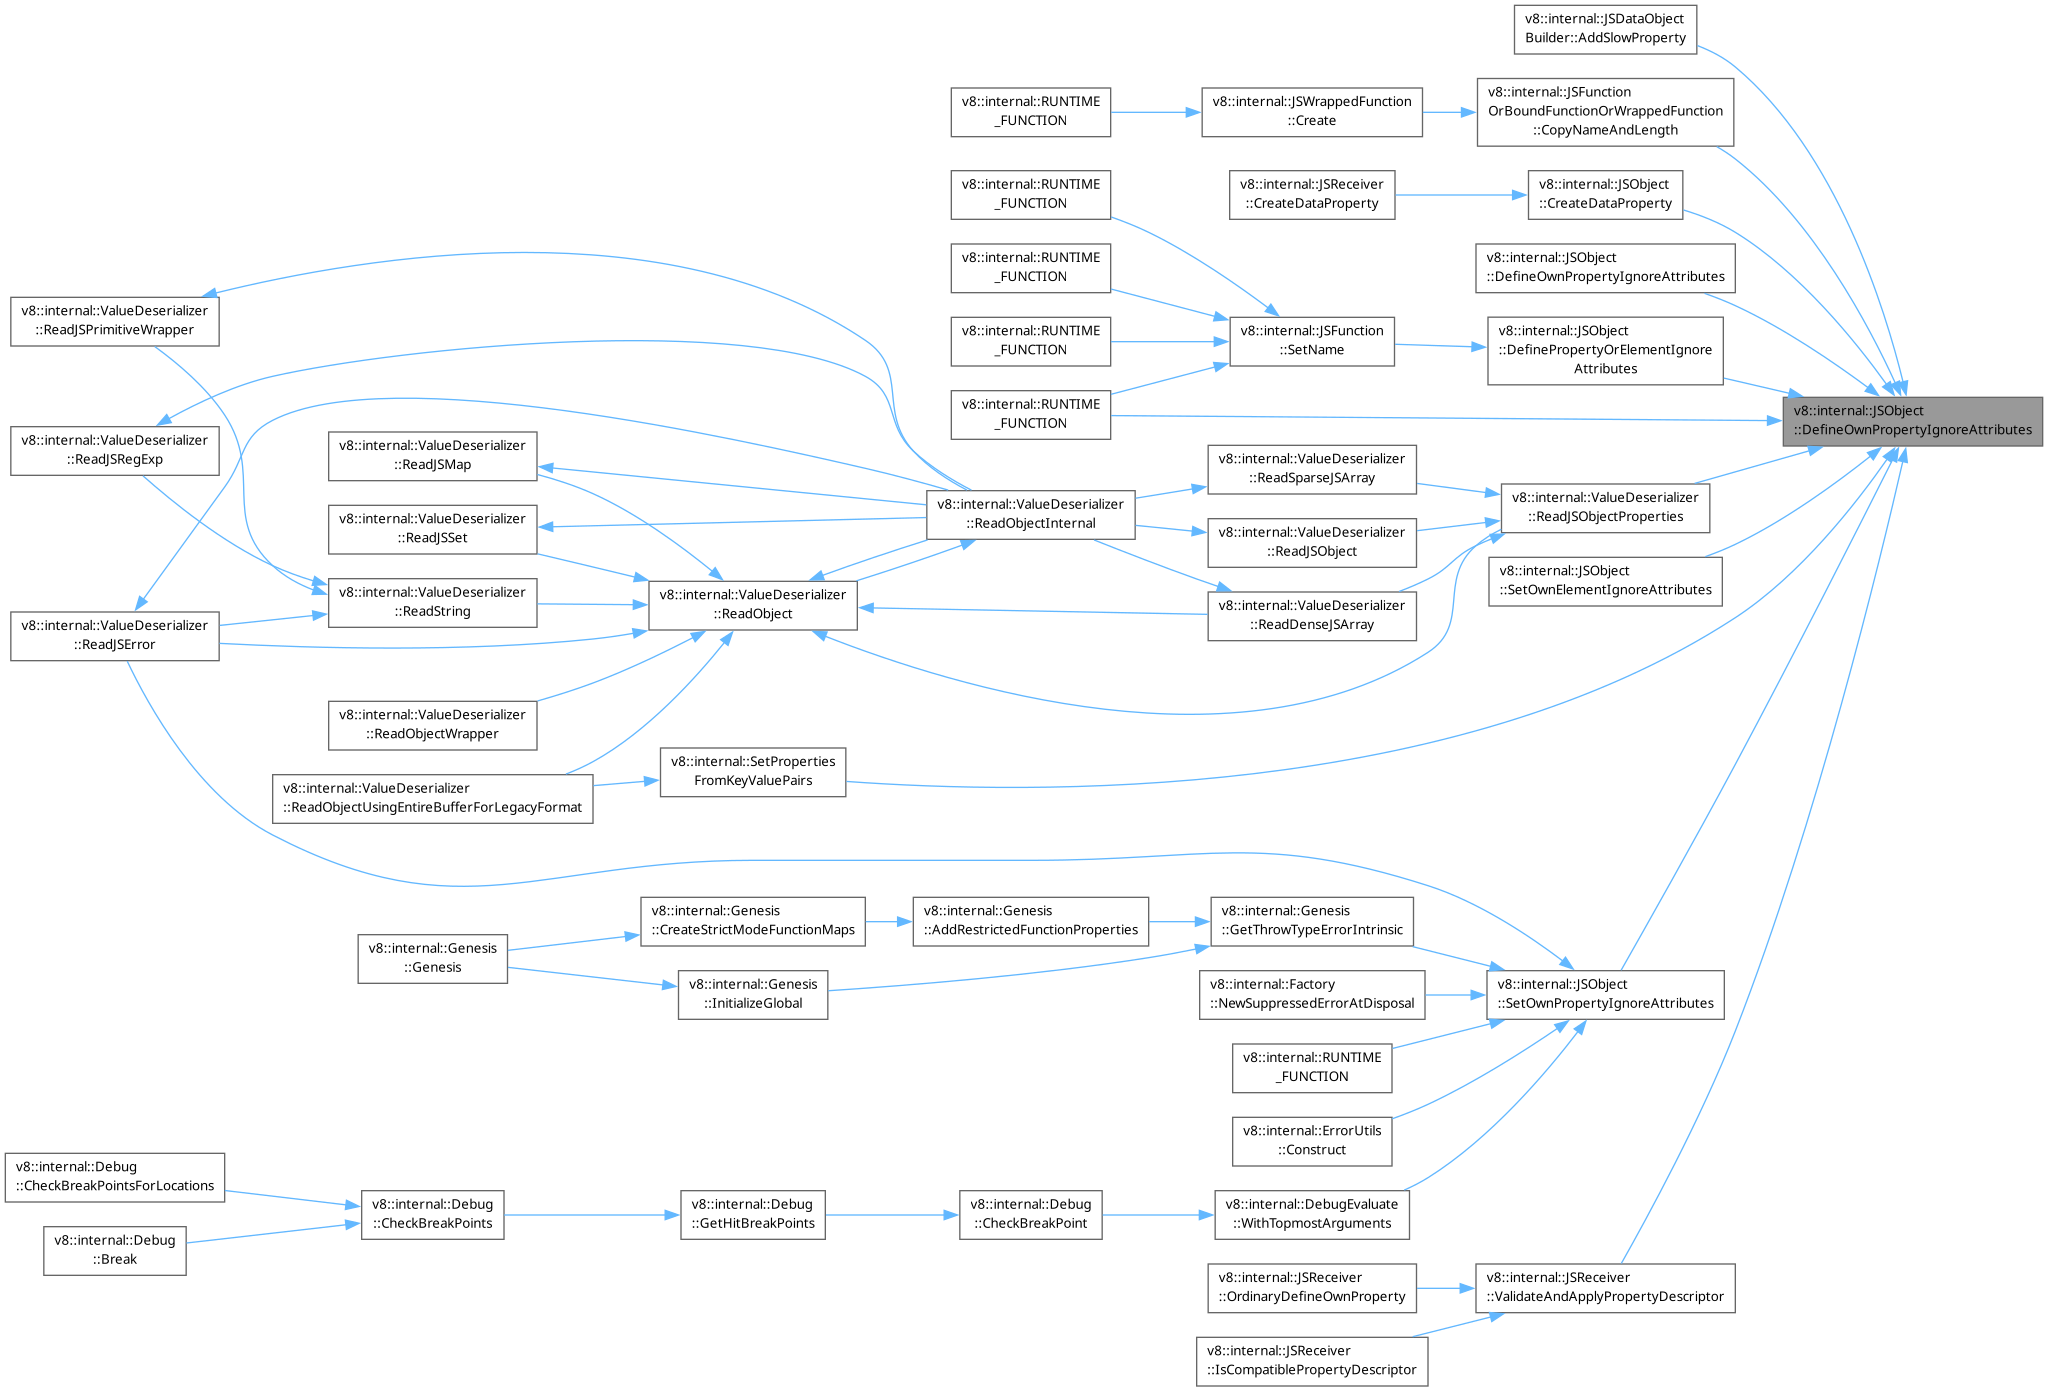 v8::internal::JSDataObject
Builder::AddSlowProperty
v8::internal::RUNTIME
_FUNCTION
v8::internal::JSWrappedFunction
::Create
v8::internal::JSFunction
OrBoundFunctionOrWrappedFunction
::CopyNameAndLength
v8::internal::RUNTIME
_FUNCTION
v8::internal::JSReceiver
::CreateDataProperty
v8::internal::JSObject
::CreateDataProperty
v8::internal::RUNTIME
_FUNCTION
v8::internal::JSObject
::DefineOwnPropertyIgnoreAttributes
v8::internal::ValueDeserializer
::ReadJSPrimitiveWrapper
v8::internal::RUNTIME
_FUNCTION
v8::internal::JSFunction
::SetName
v8::internal::JSObject
::DefinePropertyOrElementIgnore
Attributes
v8::internal::RUNTIME
_FUNCTION
v8::internal::JSObject
::DefineOwnPropertyIgnoreAttributes
v8::internal::ValueDeserializer
::ReadJSRegExp
v8::internal::ValueDeserializer
::ReadJSMap
v8::internal::ValueDeserializer
::ReadSparseJSArray
v8::internal::ValueDeserializer
::ReadJSObjectProperties
v8::internal::ValueDeserializer
::ReadObjectInternal
v8::internal::ValueDeserializer
::ReadJSSet
v8::internal::ValueDeserializer
::ReadJSObject
v8::internal::JSObject
::SetOwnElementIgnoreAttributes
v8::internal::ValueDeserializer
::ReadString
v8::internal::ValueDeserializer
::ReadObject
v8::internal::ValueDeserializer
::ReadDenseJSArray
v8::internal::ValueDeserializer
::ReadJSError
v8::internal::ValueDeserializer
::ReadObjectWrapper
v8::internal::SetProperties
FromKeyValuePairs
v8::internal::ValueDeserializer
::ReadObjectUsingEntireBufferForLegacyFormat
v8::internal::Genesis
::CreateStrictModeFunctionMaps
v8::internal::Genesis
::AddRestrictedFunctionProperties
v8::internal::Genesis
::GetThrowTypeErrorIntrinsic
v8::internal::Genesis
::Genesis
v8::internal::Genesis
::InitializeGlobal
v8::internal::Factory
::NewSuppressedErrorAtDisposal
v8::internal::JSObject
::SetOwnPropertyIgnoreAttributes
v8::internal::RUNTIME
_FUNCTION
v8::internal::ErrorUtils
::Construct
v8::internal::Debug
::CheckBreakPointsForLocations
v8::internal::Debug
::CheckBreakPoints
v8::internal::Debug
::GetHitBreakPoints
v8::internal::Debug
::CheckBreakPoint
v8::internal::DebugEvaluate
::WithTopmostArguments
v8::internal::Debug
::Break
v8::internal::JSReceiver
::OrdinaryDefineOwnProperty
v8::internal::JSReceiver
::ValidateAndApplyPropertyDescriptor
v8::internal::JSReceiver
::IsCompatiblePropertyDescriptor